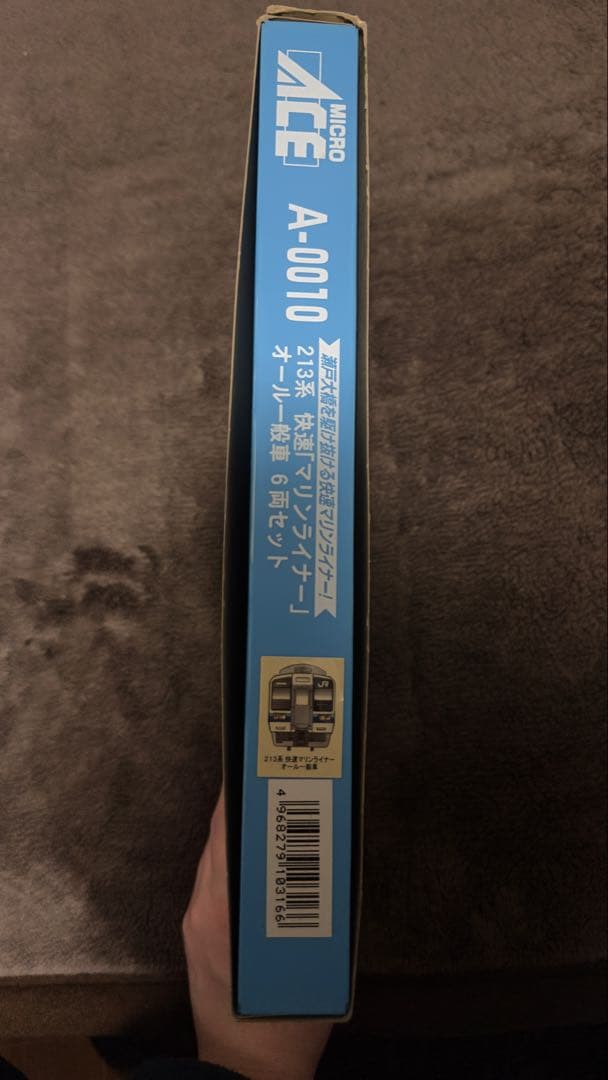 MICRO
ACE
A-0010
瀬戸大橋を駆け抜ける快速マリンライナー!
213系 快速「マリンライナー」
オール一般車 6両セット
JR
213系 快速マリンライナー
オール一般車
4 968279 103166